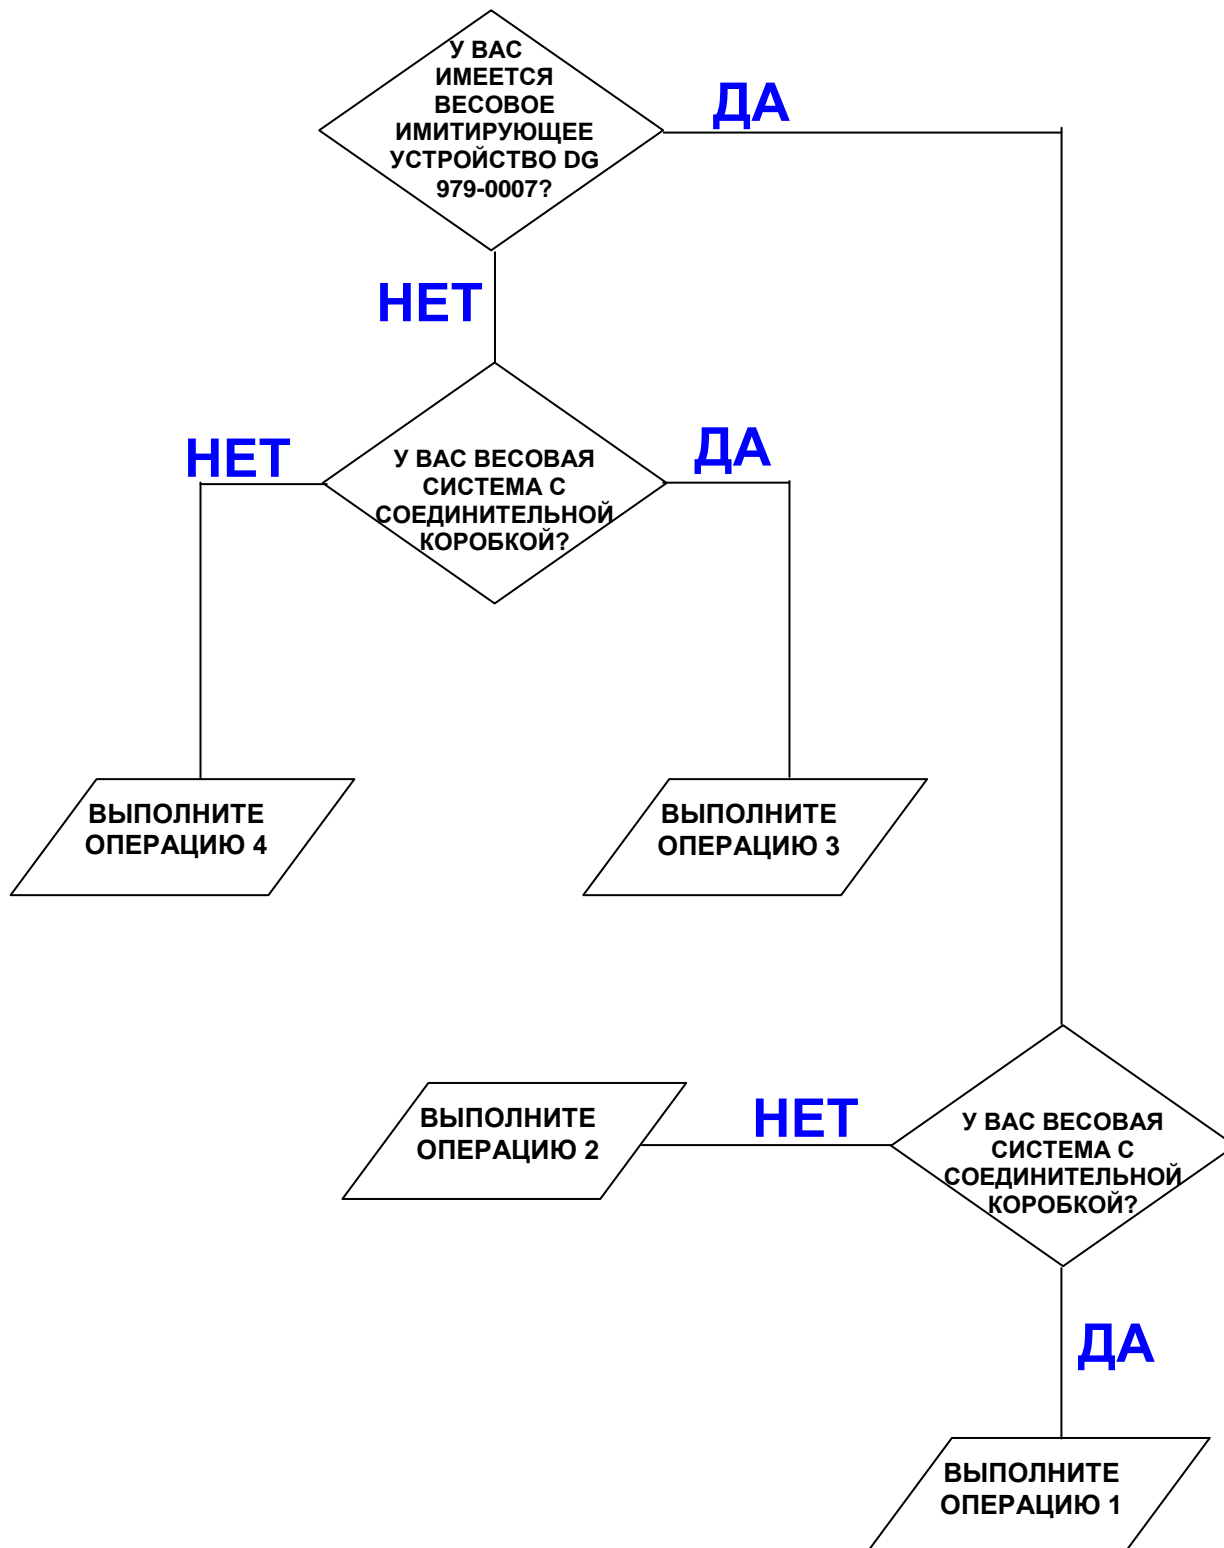 У ВАС
ИМЕЕТСЯ
ВЕСОВОЕ
ИМИТИРУЮЩЕЕ
УСТРОЙСТВО DG
979-0007?
ДА
НЕТ
НЕТ
У ВАС ВЕСОВАЯ
СИСТЕМА С
СОЕДИНИТЕЛЬНОЙ
КОРОБКОЙ?
ДА
ВЫПОЛНИТЕ
ОПЕРАЦИЮ 4
ВЫПОЛНИТЕ
ОПЕРАЦИЮ 3
ВЫПОЛНИТЕ
ОПЕРАЦИЮ 2
НЕТ
У ВАС ВЕСОВАЯ
СИСТЕМА С
СОЕДИНИТЕЛЬНОЙ
КОРОБКОЙ?
ДА
ВЫПОЛНИТЕ
ОПЕРАЦИЮ 1